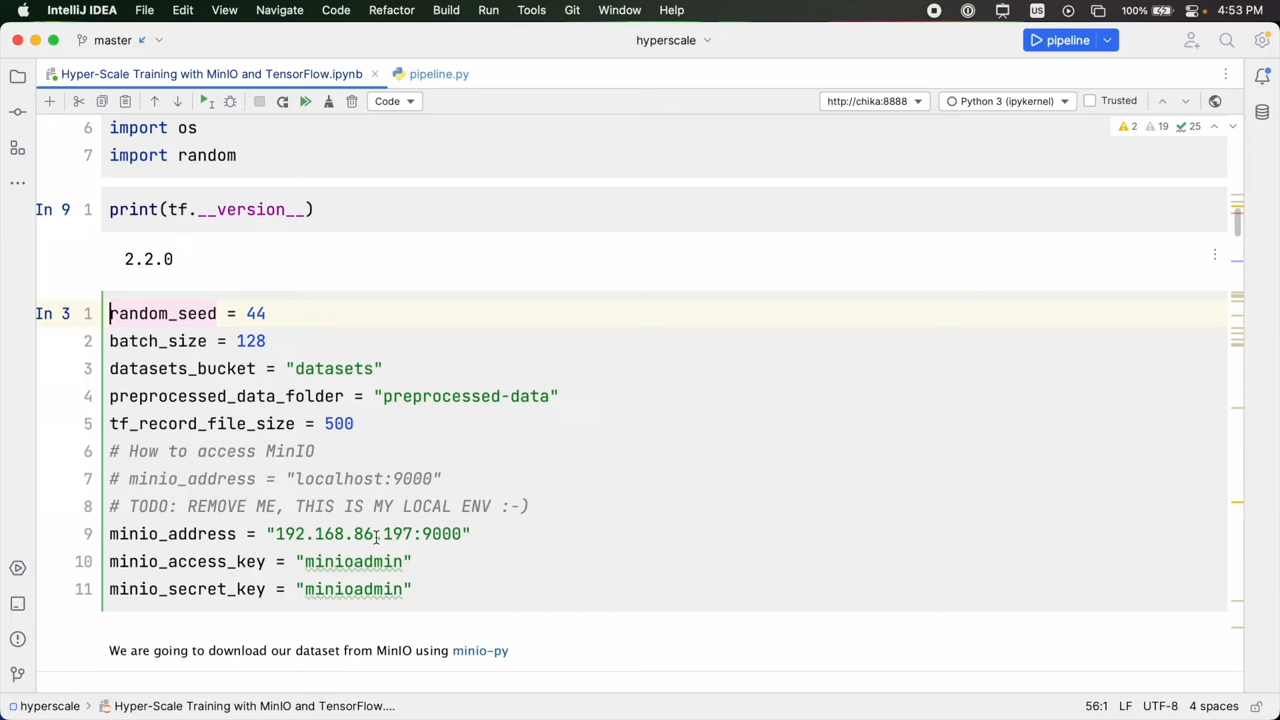 IntelliJ IDEA File Edit View Navigate Code Refactor Build Run Tools Git Window Help US 100% 4:53 PM
master hyperscale pipeline
Hyper-Scale Training with MinIO and TensorFlow.ipynb pipeline.py
Code http://chika:8888 Python 3 (ipykernel) Trusted
6 import os 2 19 25
7 import random
In 9 1 print(tf.__version__)
2.2.0
In 3 1 random_seed = 44
2 batch_size = 128
3 datasets_bucket = "datasets"
4 preprocessed_data_folder = "preprocessed-data"
5 tf_record_file_size = 500
6 # How to access MinIO
7 # minio_address = "localhost:9000"
8 # TODO: REMOVE ME, THIS IS MY LOCAL ENV :-)
9 minio_address = "192.168.86.197:9000"
10 minio_access_key = "minioadmin"
11 minio_secret_key = "minioadmin"
We are going to download our dataset from MinIO using minio-py
hyperscale Hyper-Scale Training with MinIO and TensorFlow.... 56:1 LF UTF-8 4 spaces